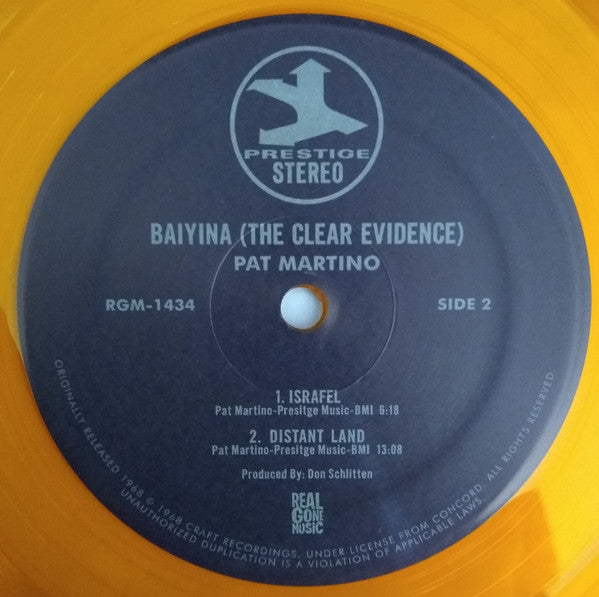 PRESTIGE
STEREO
BAIYINA (THE CLEAR EVIDENCE)
PAT MARTINO
RGM-1434
SIDE 2
1. ISRAFEL
Pat Martino-Presitge Music-BMI 6:18
2. DISTANT LAND
Pat Martino-Presitge Music-BMI 13:08
Produced By: Don Schlitten
REAL
GONE
MUSIC
ORIGINALLY RELEASED 1968 © 1968 CRAFT RECORDINGS, UNDER LICENSE FROM CONCORD. ALL RIGHTS RESERVED
UNAUTHORIZED DUPLICATION IS A VIOLATION OF APPLICABLE LAWS.